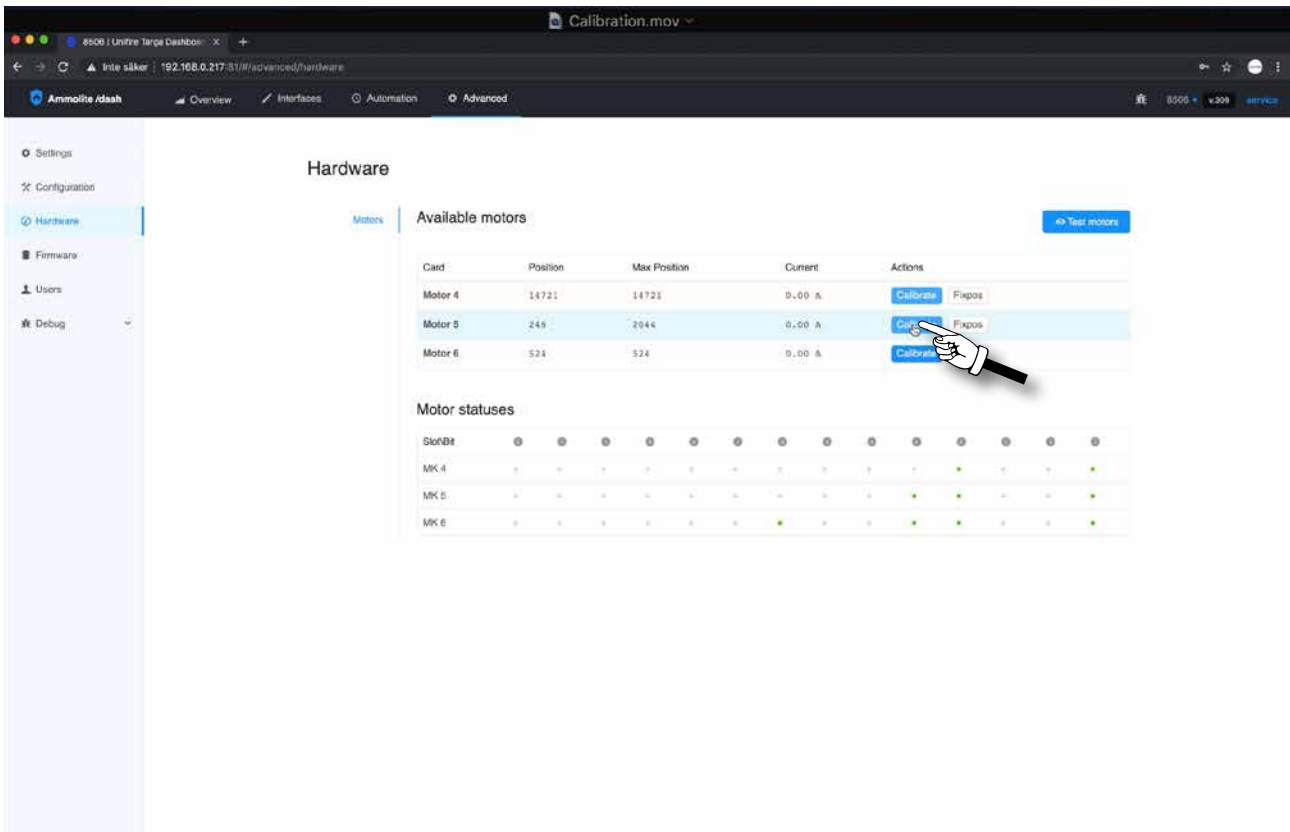 Calibration.mov
8506 | Unifire Targa Dashboa x +
Inte säker 192.168.0.217:81/#/advanced/hardware
Ammolite /dash Overview Interfaces Automation Advanced 8506 v.309 service
Settings
Configuration
Hardware
Firmware
Users
Debug
Hardware
Motors
Available motors
Test motors
Card Position Max Position Current Actions
Motor 4 14721 14721 0.00 A Calibrate Fixpos
Motor 5 246 2044 0.00 A Fixpos
Motor 6 524 524 0.00 A Calibrate
Motor statuses
Slot\Bit
MK 4
MK 5
MK 6